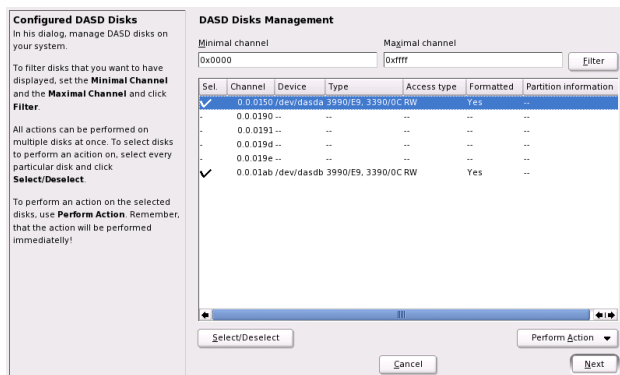 Configured DASD Disks
In his dialog, manage DASD disks on
your system.
To filter disks that you want to have
displayed, set the Minimal Channel
and the Maximal Channel and click
Filter.
All actions can be performed on
multiple disks at once. To select disks
to perform an acition on, select every
particular disk and click
Select/Deselect.
To perform an action on the selected
disks, use Perform Action. Remember,
that the action will be performed
immediatelly!
DASD Disks Management
Minimal channel Maximal channel
0x0000 0xffff Filter
Sel. Channel Device Type Access type Formatted Partition information
0.0.0150 /dev/dasda 3990/E9, 3390/0C RW Yes --
- 0.0.0190 -- -- -- -- --
- 0.0.0191 -- -- -- -- --
- 0.0.019d -- -- -- -- --
- 0.0.019e -- -- -- -- --
0.0.01ab /dev/dasdb 3990/E9, 3390/0C RW Yes --
Select/Deselect Perform Action
Cancel Next